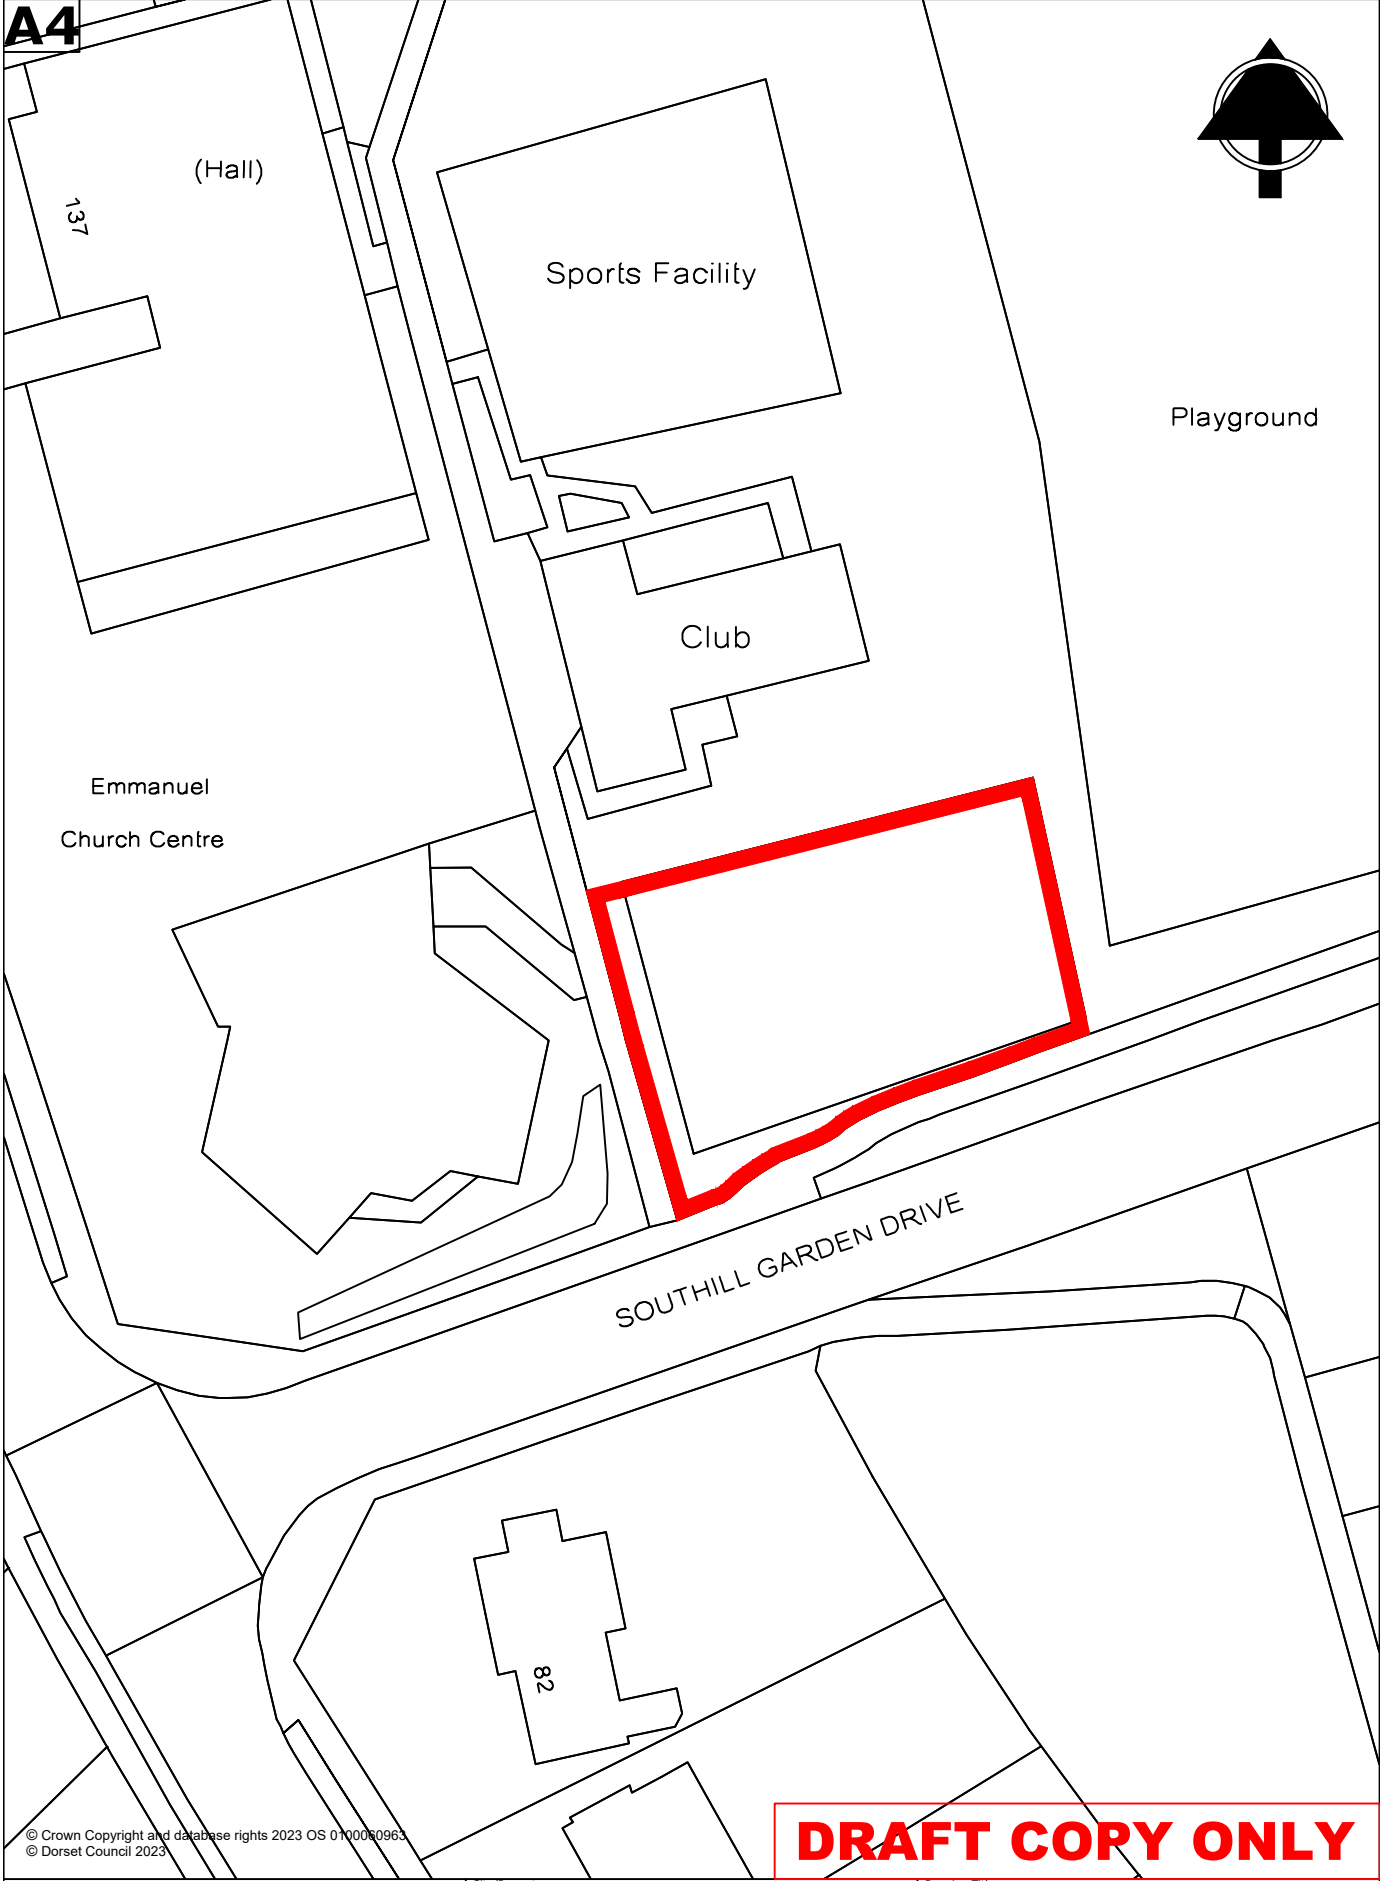 A4
(Hall)
137
Sports Facility
Playground
Club
Emmanuel
Church Centre
SOUTHILL GARDEN DRIVE
82
© Crown Copyright and database rights 2023 OS 0100060963
© Dorset Council 2023
DRAFT COPY ONLY